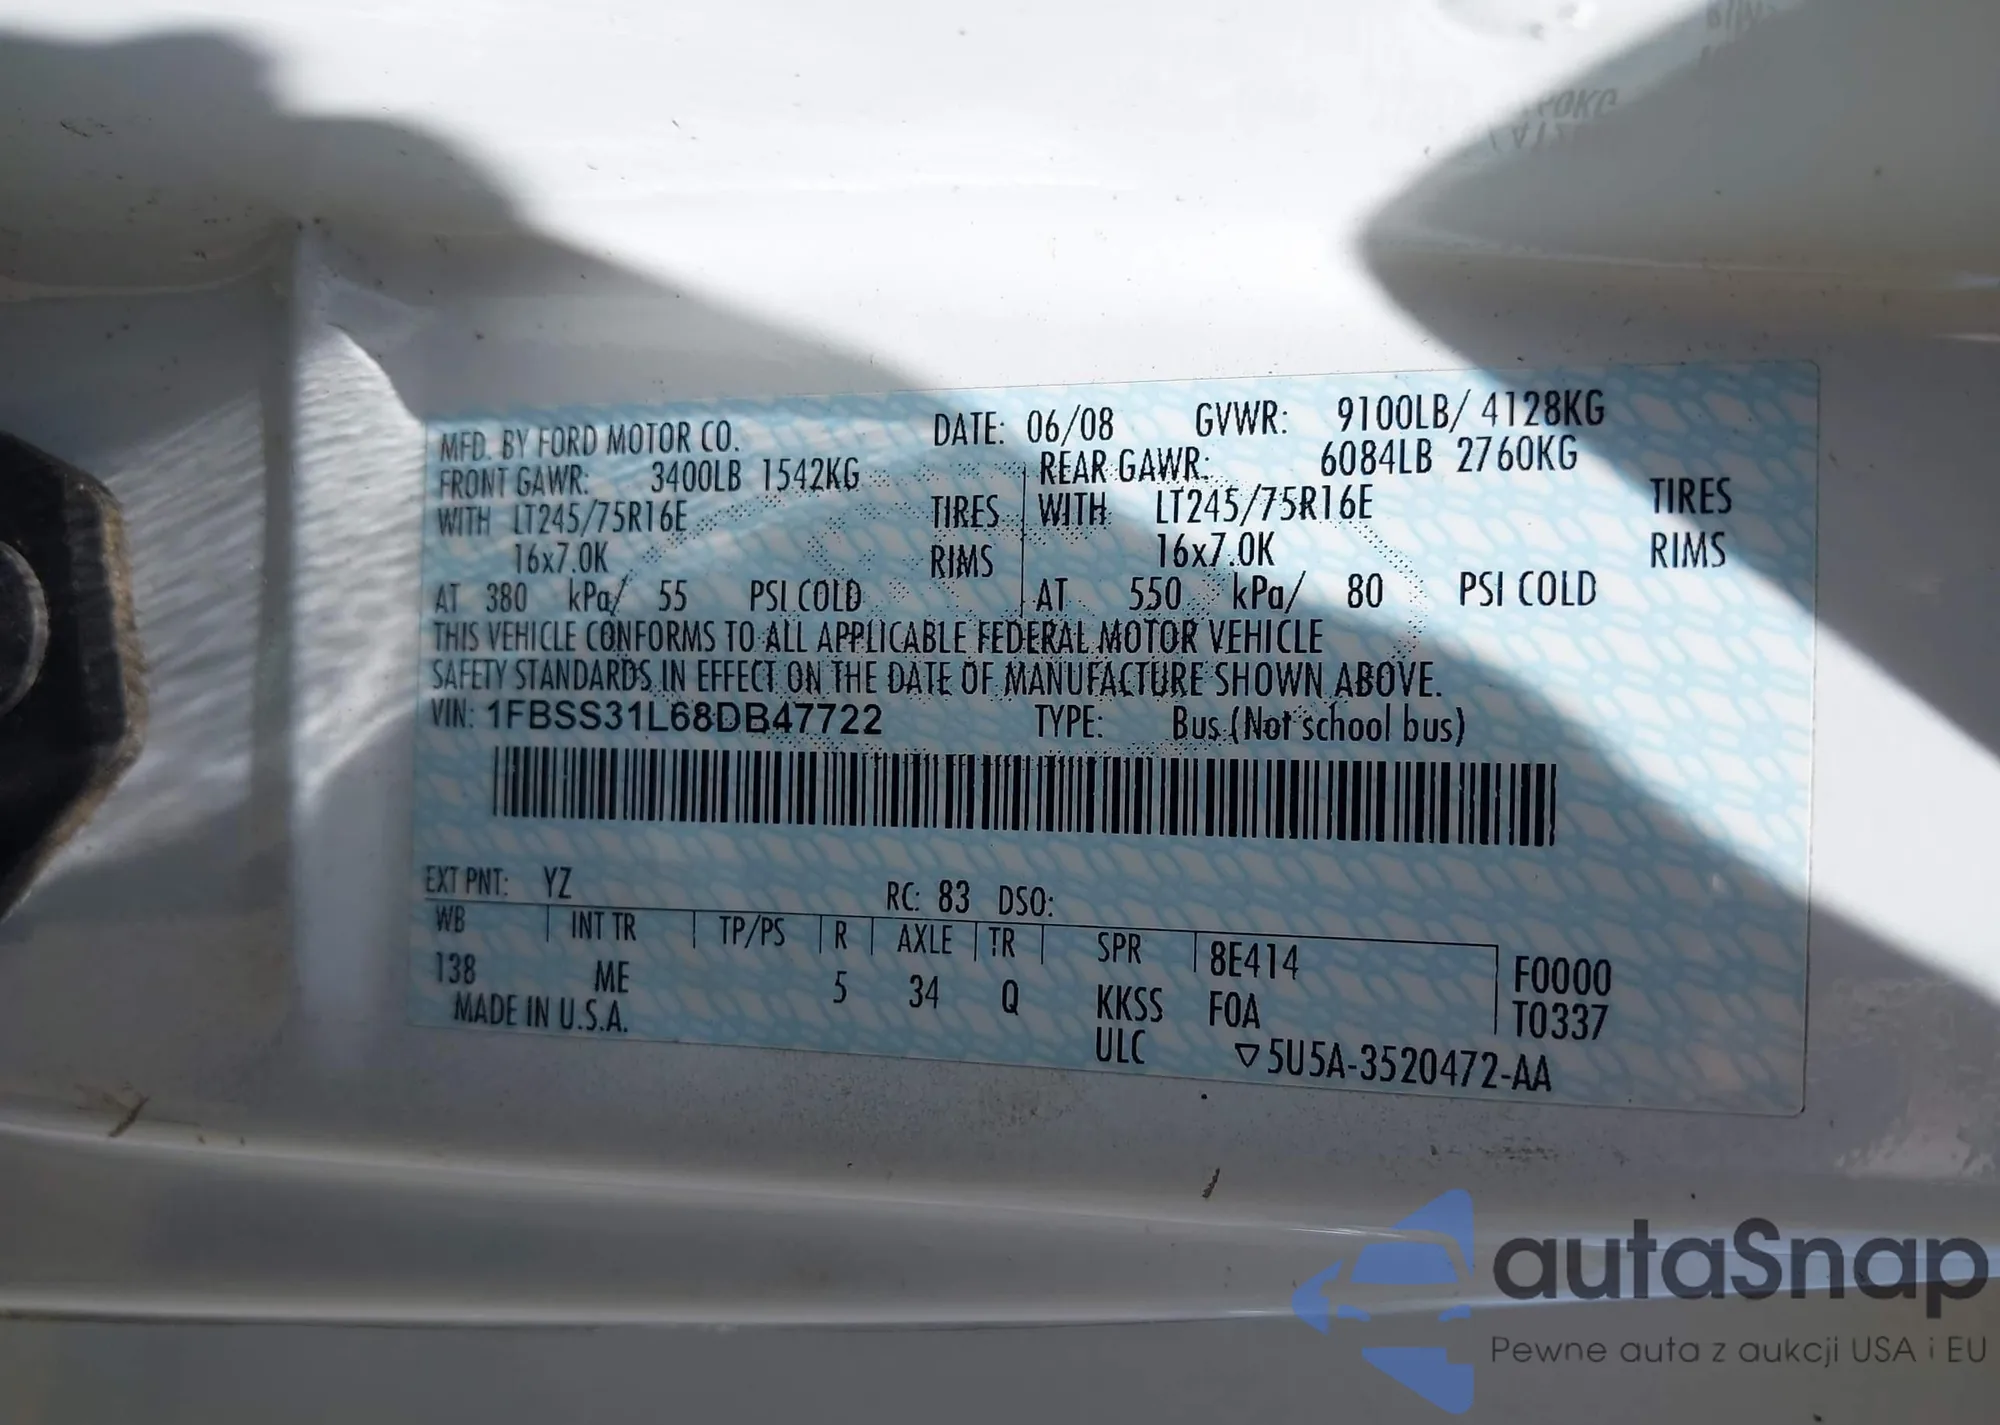 MFD. BY FORD MOTOR CO. DATE: 06/08 GVWR: 9100LB/ 4128KG
FRONT GAWR: 3400LB 1542KG REAR GAWR: 6084LB 2760KG
WITH LT245/75R16E TIRES WITH LT245/75R16E TIRES
16x7.0K RIMS 16x7.0K RIMS
AT 380 kPa/ 55 PSI COLD AT 550 kPa/ 80 PSI COLD
THIS VEHICLE CONFORMS TO ALL APPLICABLE FEDERAL MOTOR VEHICLE
SAFETY STANDARDS IN EFFECT ON THE DATE OF MANUFACTURE SHOWN ABOVE.
VIN: 1FBSS31L68DB47722 TYPE: Bus (Not school bus)
EXT PNT: YZ RC: 83 DSO:
WB INT TR TP/PS R AXLE TR SPR 8E414 F0000
138 ME 5 34 Q KKSS F0A T0337
MADE IN U.S.A. ULC ▽5U5A-3520472-AA
autaSnap
Pewne auta z aukcji USA i EU